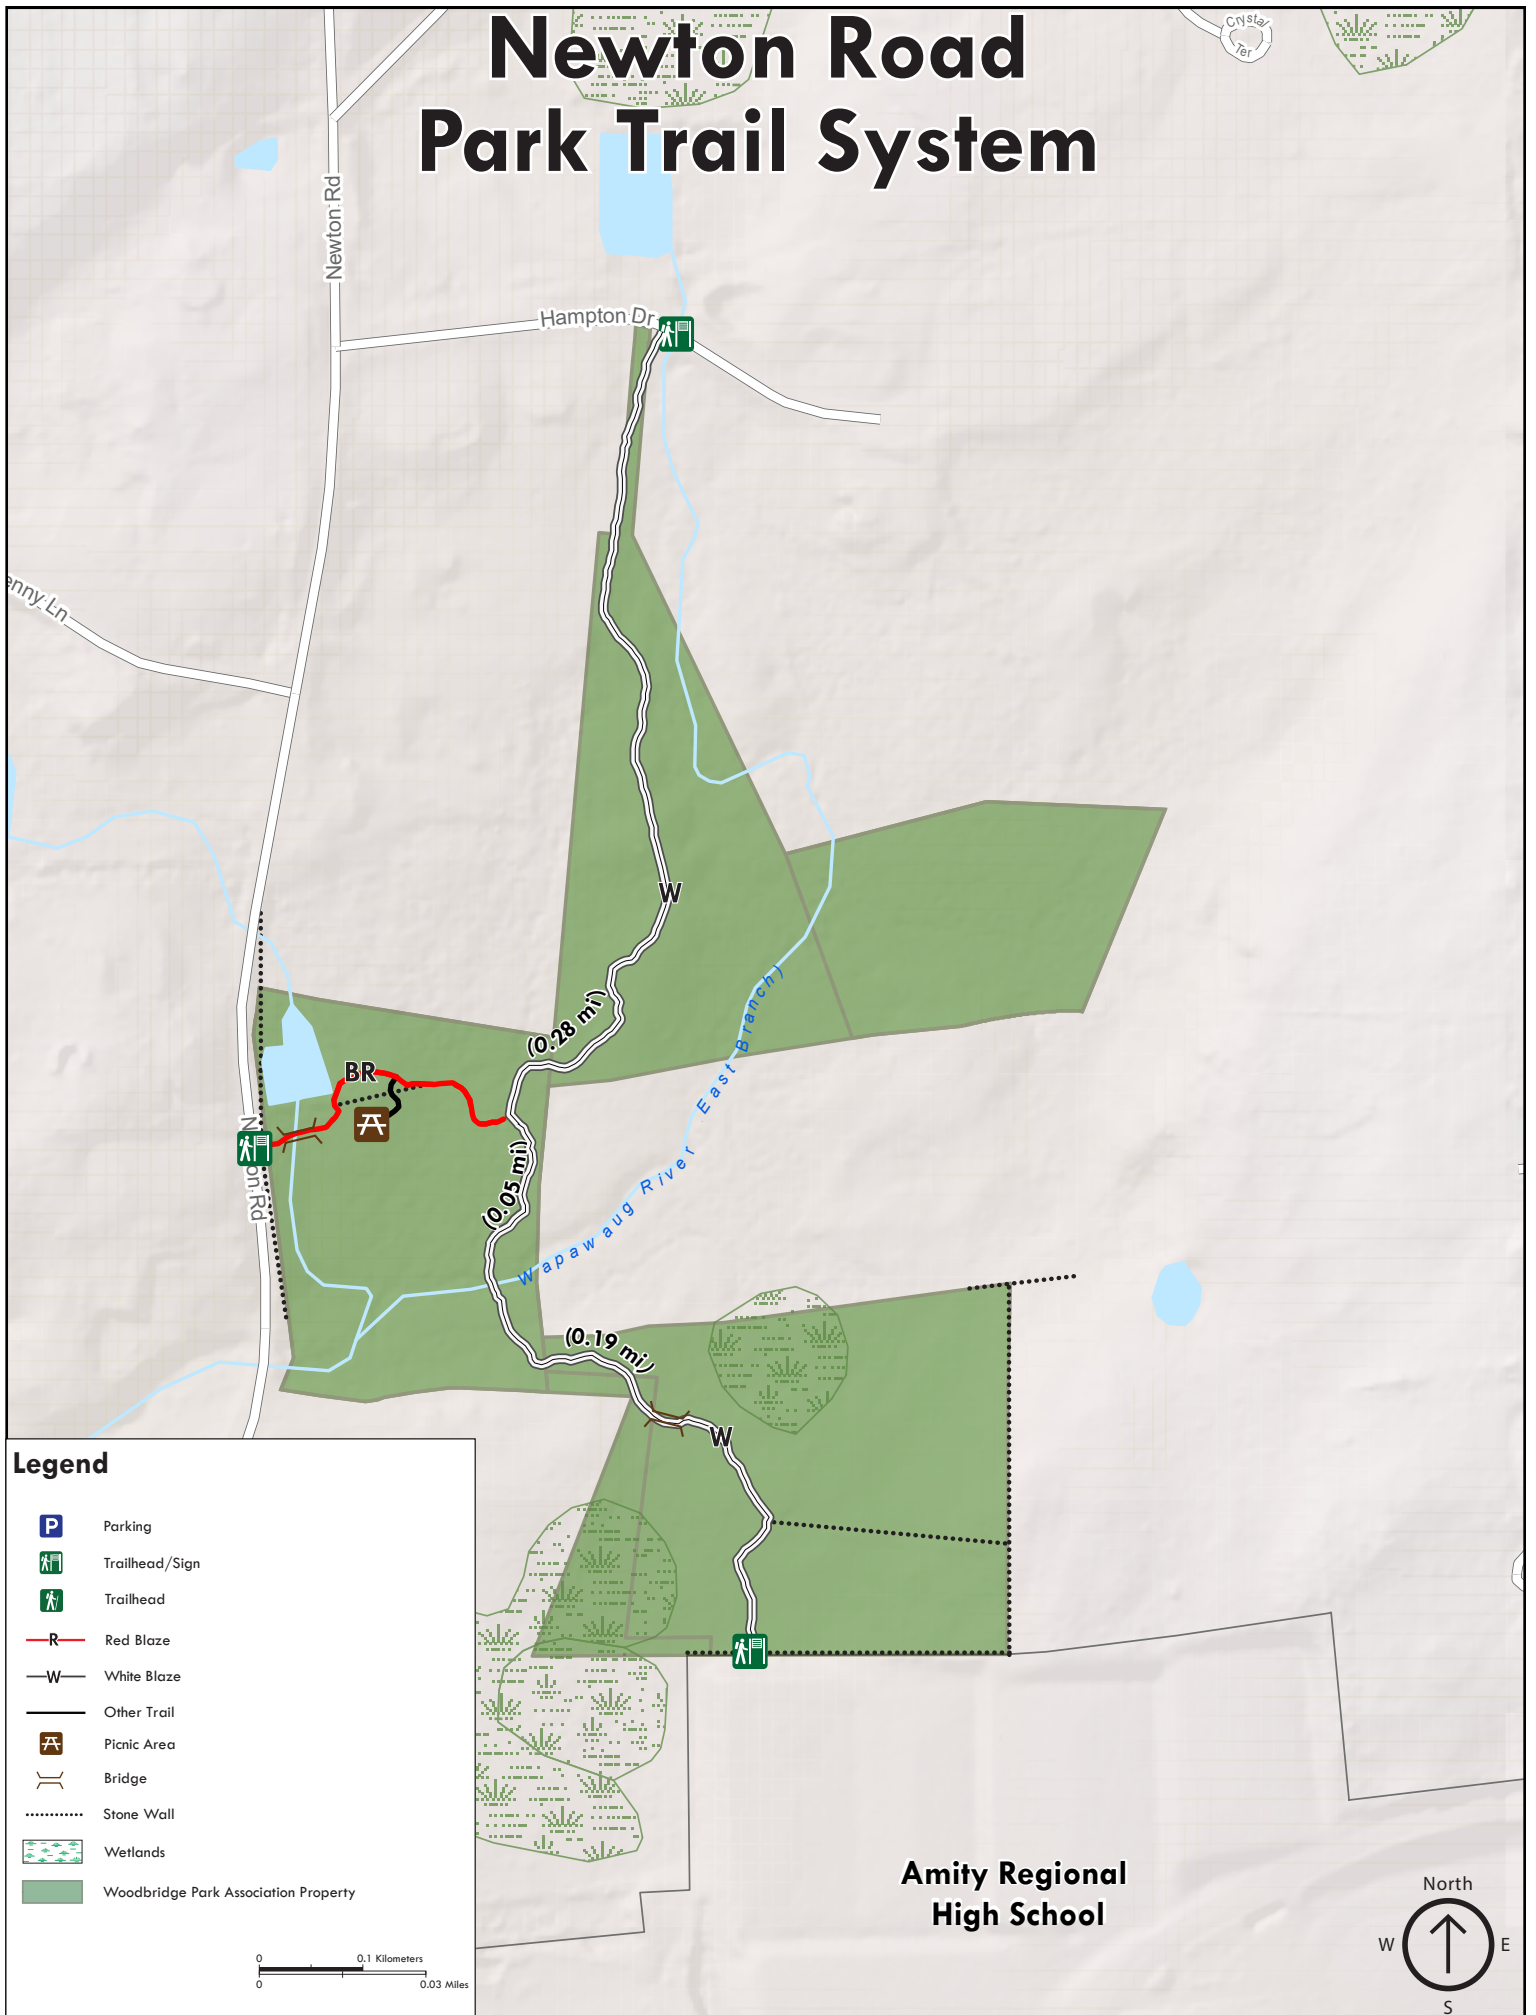 Newton Road
Park Trail System
Crystal
Ter
Newton Rd
Hampton Dr
enny Ln
W
(0.28 mi)
East Branch)
BR
(0.05 mi)
Wapawaug River
N
on Rd
(0.19 mi)
W
Legend
P Parking
Trailhead/Sign
Trailhead
R Red Blaze
W White Blaze
Other Trail
Picnic Area
Bridge
Stone Wall
Wetlands
Woodbridge Park Association Property
0 0.1 Kilometers
0 0.03 Miles
Amity Regional
High School
North
W E
S